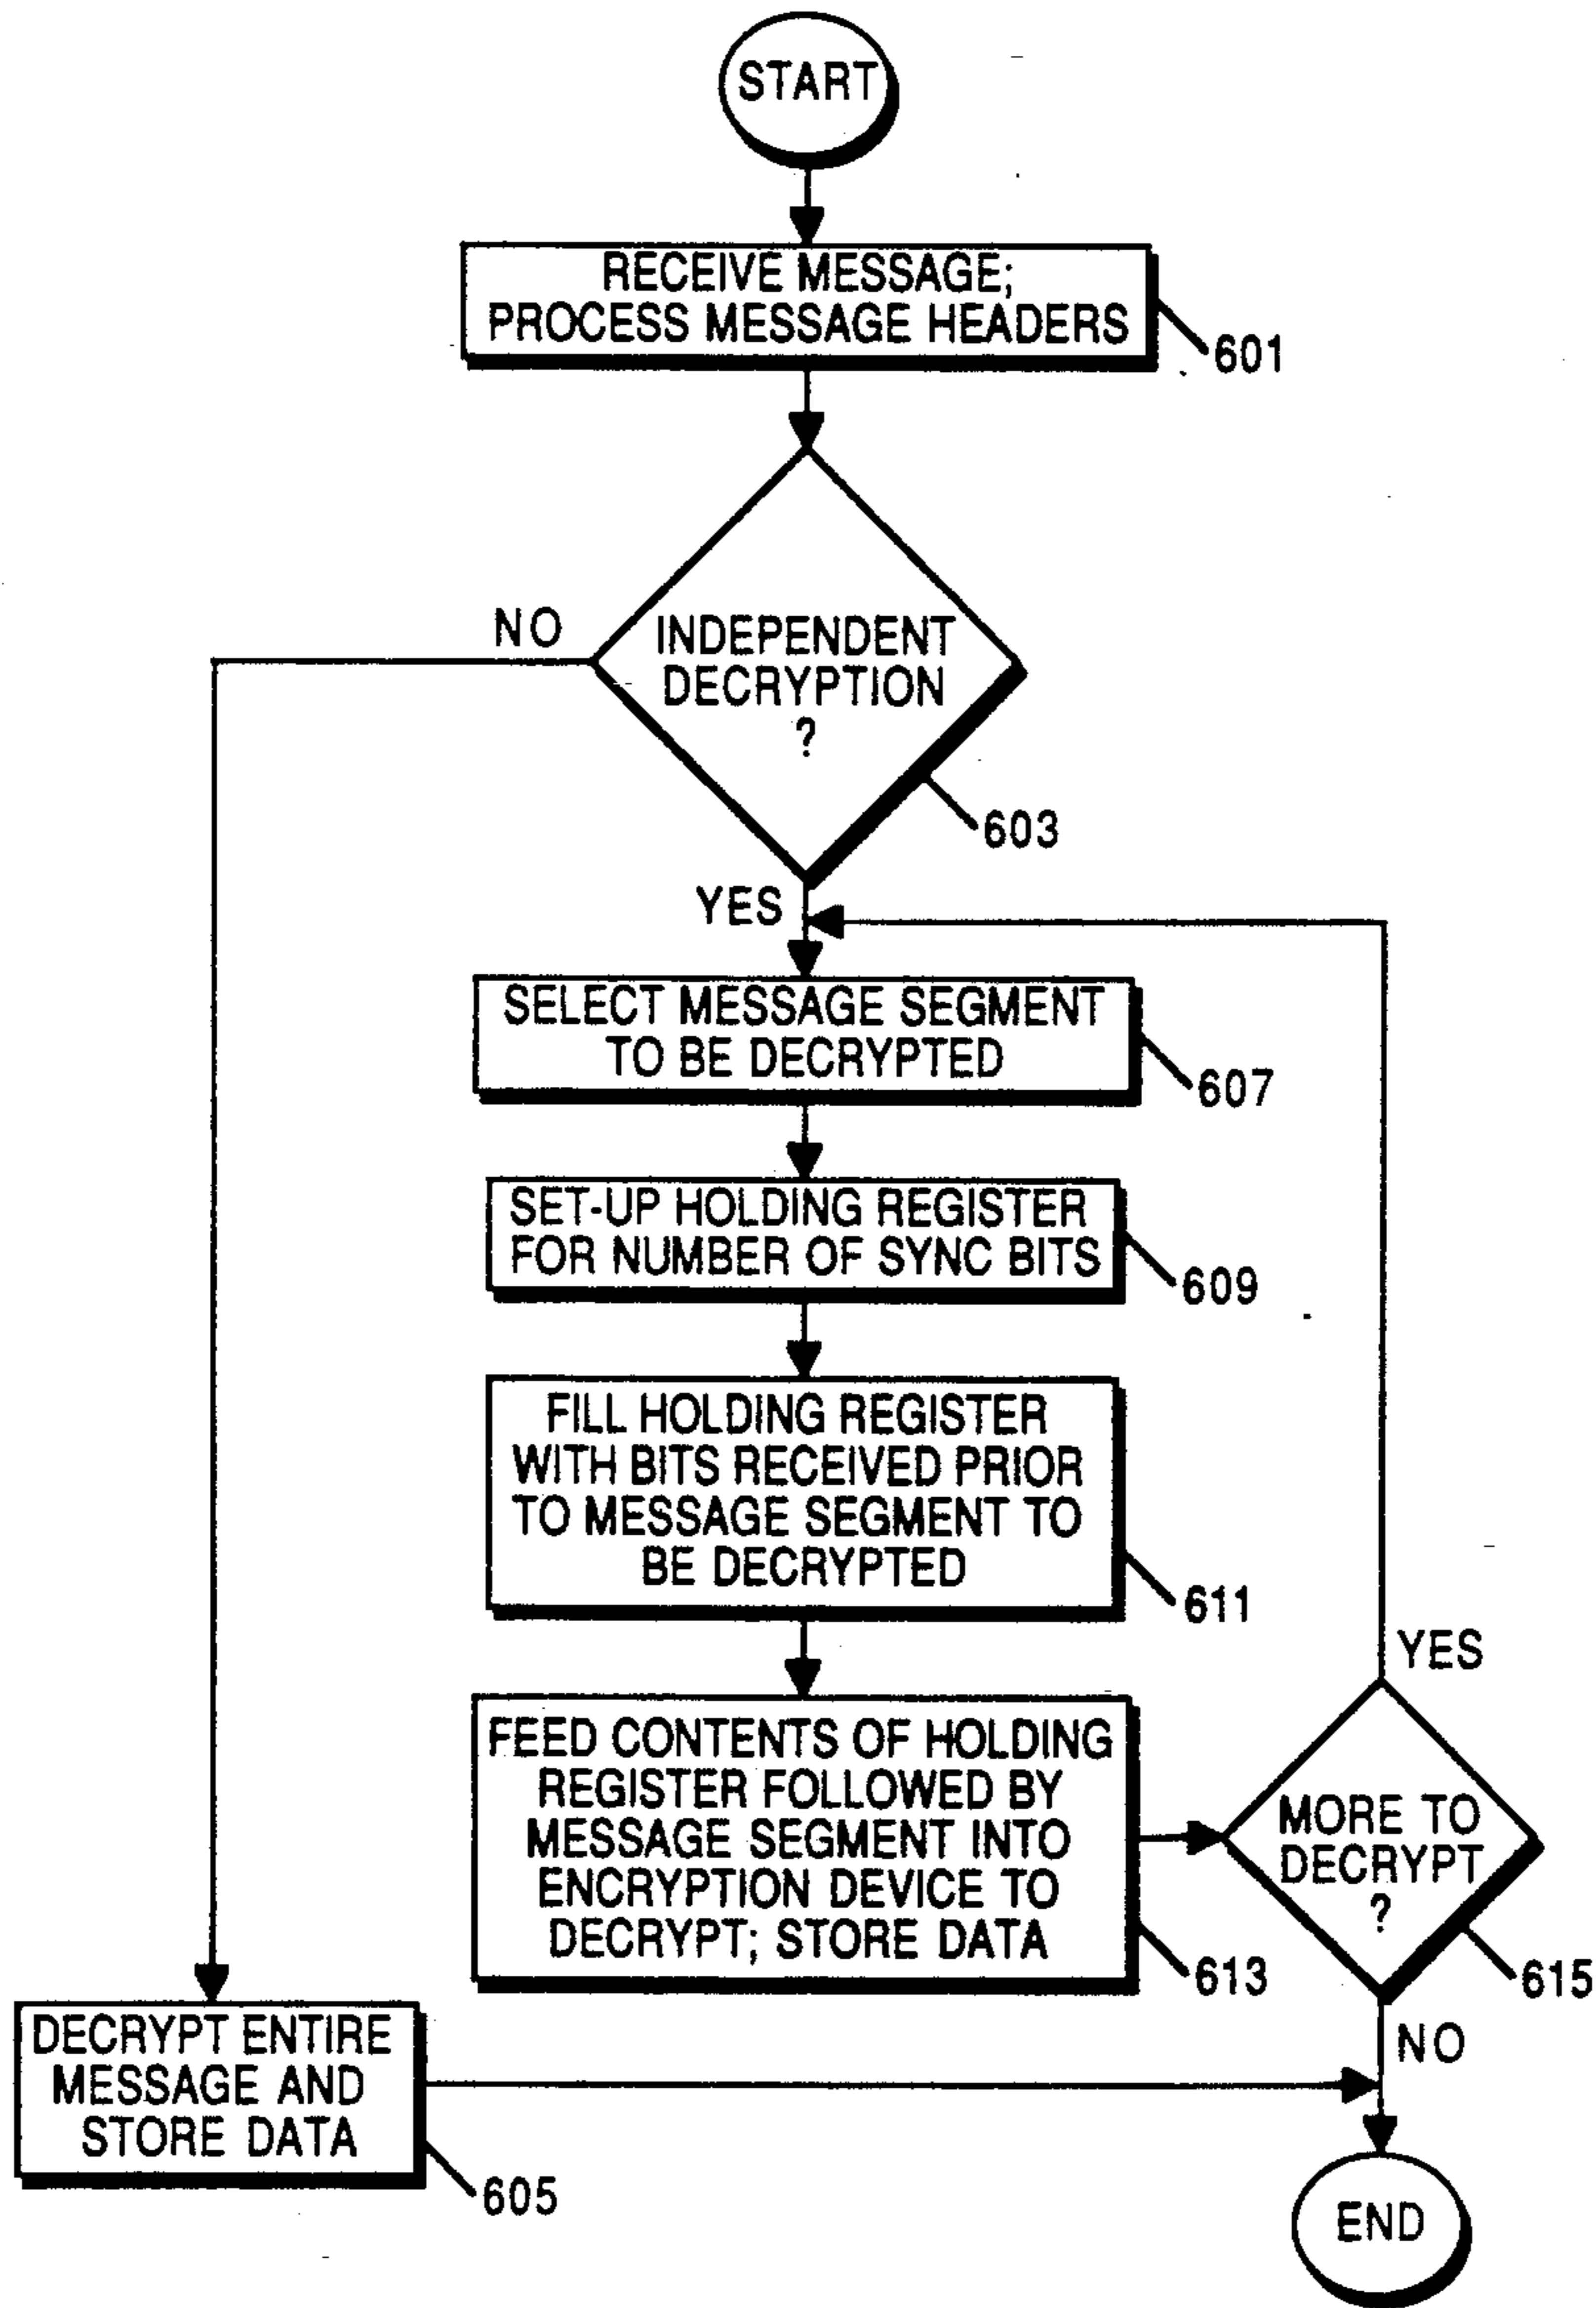 START
RECEIVE MESSAGE;
PROCESS MESSAGE HEADERS
601
NO
INDEPENDENT
DECRYPTION
?
603
YES
SELECT MESSAGE SEGMENT
TO BE DECRYPTED
607
SET-UP HOLDING REGISTER
FOR NUMBER OF SYNC BITS
609
FILL HOLDING REGISTER
WITH BITS RECEIVED PRIOR
TO MESSAGE SEGMENT TO
BE DECRYPTED
611
FEED CONTENTS OF HOLDING
REGISTER FOLLOWED BY
MESSAGE SEGMENT INTO
ENCRYPTION DEVICE TO
DECRYPT; STORE DATA
613
YES
MORE TO
DECRYPT
?
615
NO
DECRYPT ENTIRE
MESSAGE AND
STORE DATA
605
END